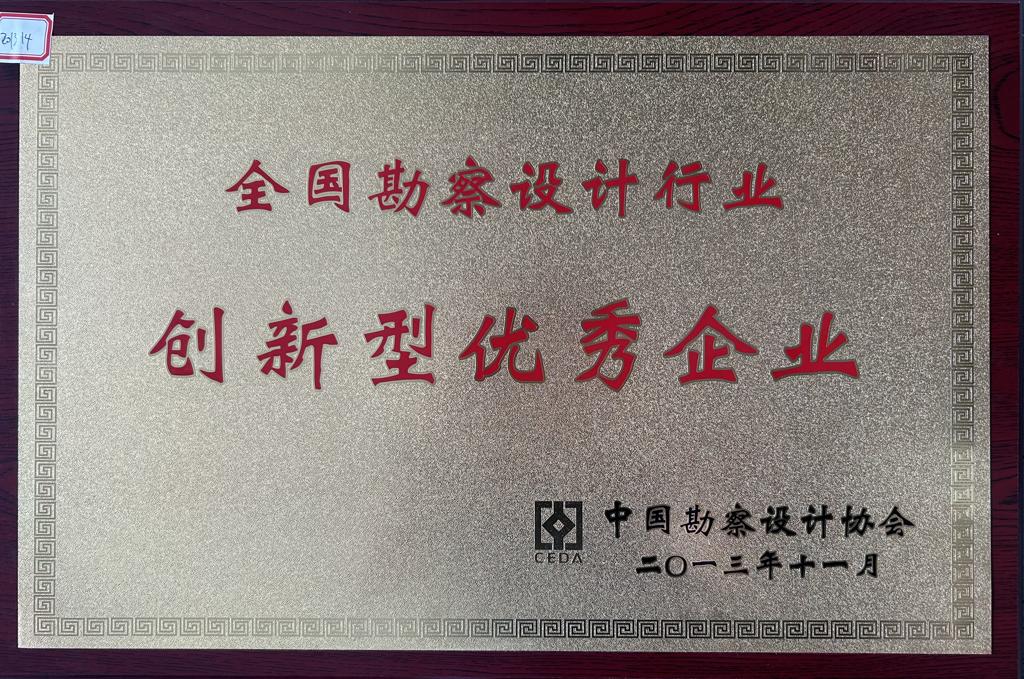 全国勘察设计行业
创新型优秀企业
CEDA
中国勘察设计协会
二〇一三年十一月